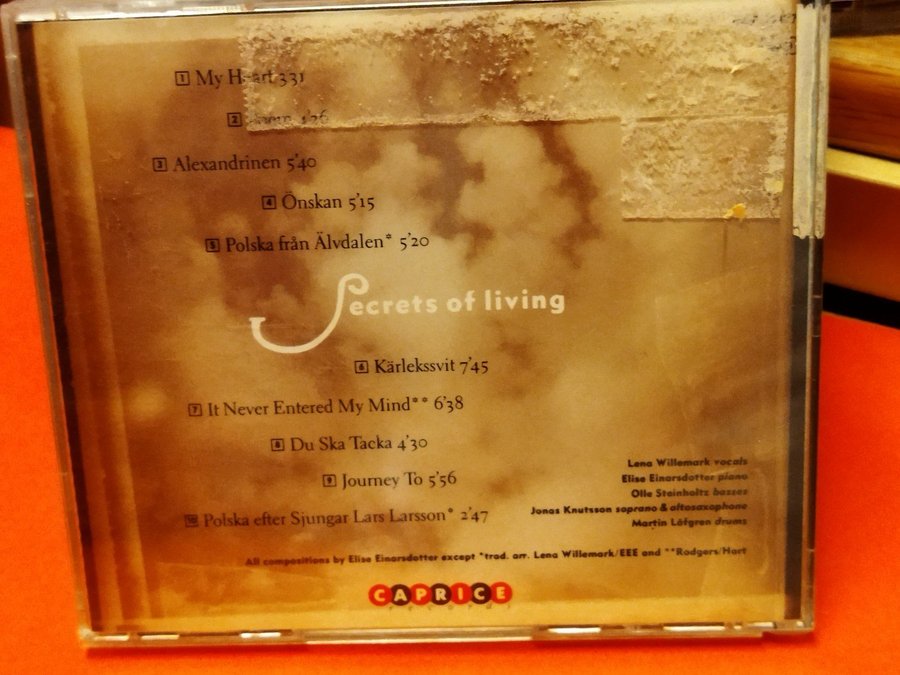 1 My Heart 3'31
2 4'26
3 Alexandrinen 5'40
4 Önskan 5'15
5 Polska från Älvdalen* 5'20
Secrets of living
6 Kärlekssvit 7'45
7 It Never Entered My Mind** 6'38
8 Du Ska Tacka 4'30
9 Journey To 5'56
10 Polska efter Sjungar Lars Larsson* 2'47
Lena Willemark vocals
Elise Einarsdotter piano
Olle Steinholtz basses
Jonas Knutsson soprano & altosaxophone
Martin Löfgren drums
All compositions by Elise Einarsdotter except *trad. arr. Lena Willemark/EEE and **Rodgers/Hart
CAPRICE